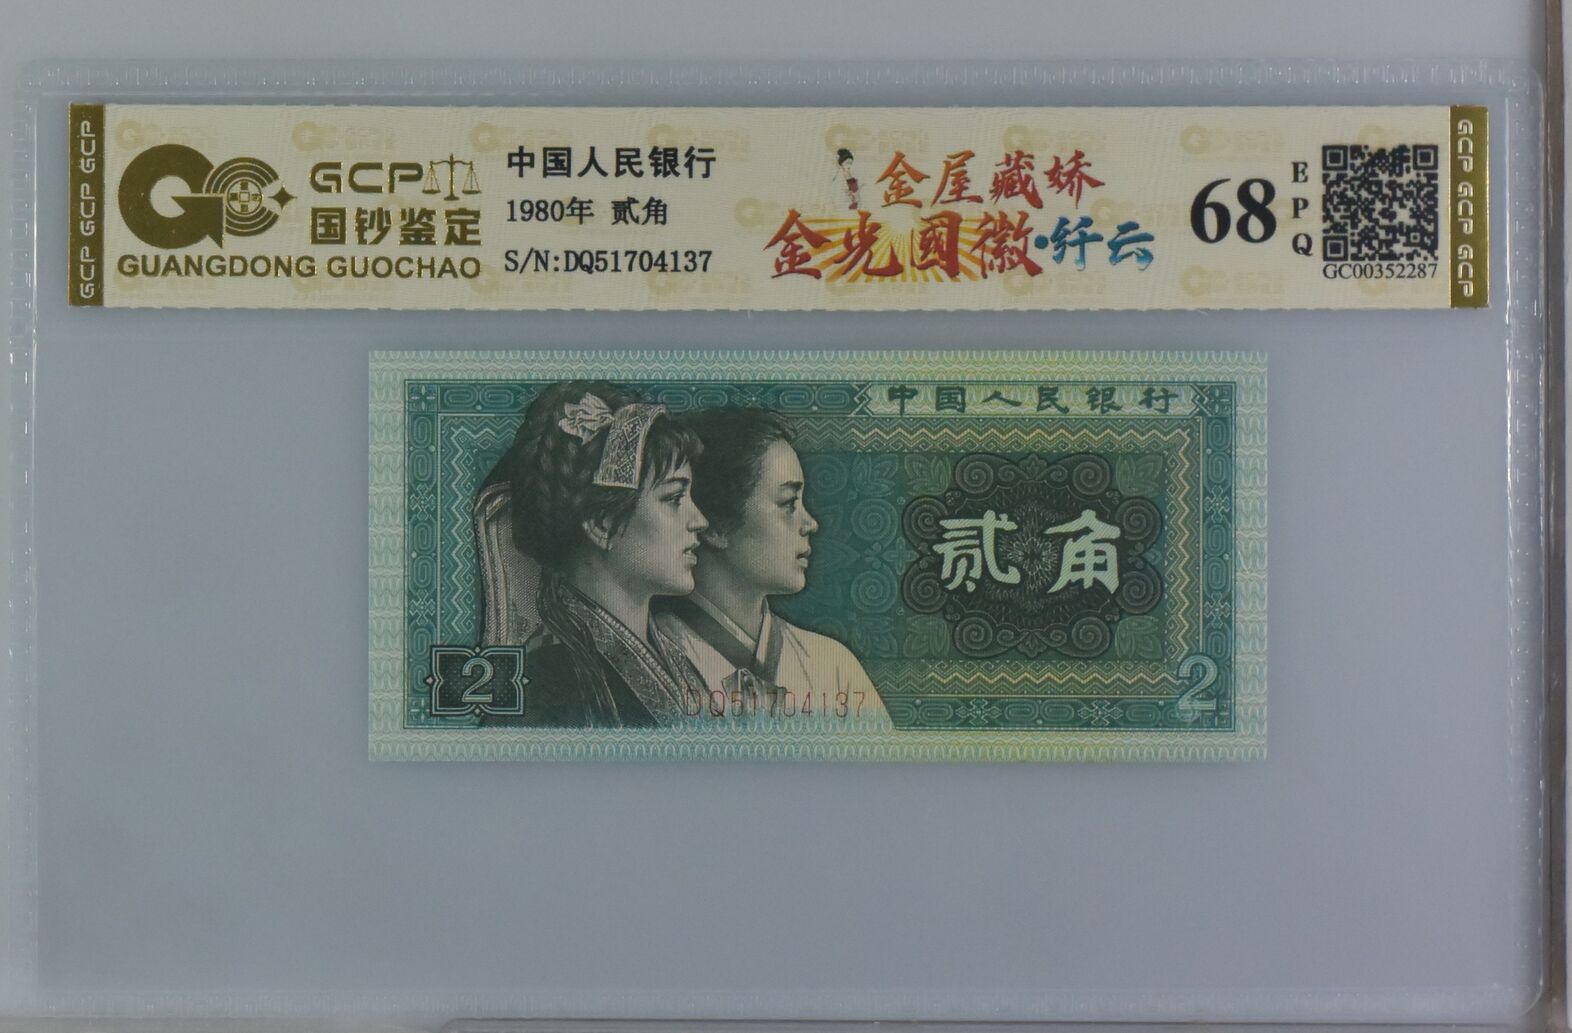 GCP GCP GCP
GCP
国钞鉴定
GUANGDONG GUOCHAO
中国人民银行
1980年 贰角
S/N:DQ51704137
金屋藏娇
金光國徽·纤云
68
EPQ
GC00352287
GCP GCP GCP
中国人民银行
贰角
2
2
DQ51704137